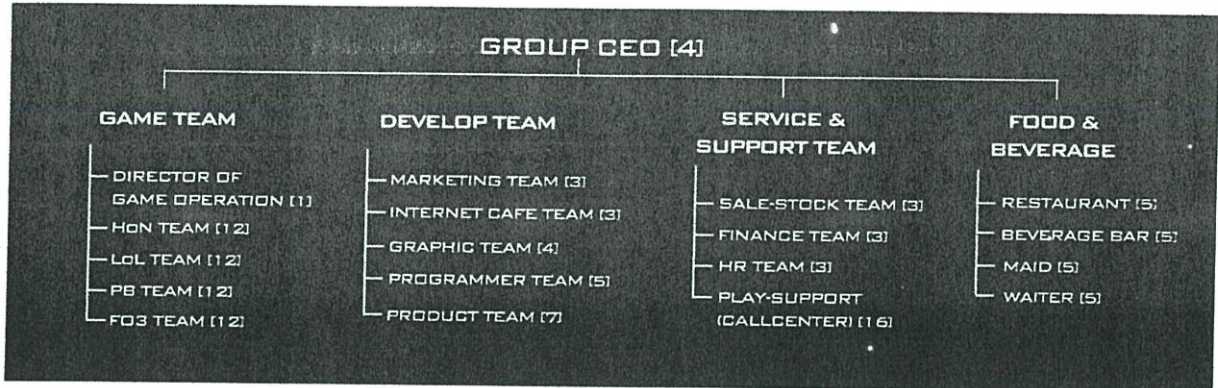 GROUP CEO [4]
GAME TEAM
DIRECTOR OF
GAME OPERATION [1]
HoN TEAM [12]
LoL TEAM [12]
PB TEAM [12]
FO3 TEAM [12]
DEVELOP TEAM
MARKETING TEAM [3]
INTERNET CAFE TEAM [3]
GRAPHIC TEAM [4]
PROGRAMMER TEAM [5]
PRODUCT TEAM [7]
SERVICE &
SUPPORT TEAM
SALE-STOCK TEAM [3]
FINANCE TEAM [3]
HR TEAM [3]
PLAY-SUPPORT
(CALLCENTER) [16]
FOOD &
BEVERAGE
RESTAURANT [5]
BEVERAGE BAR [5]
MAID [5]
WAITER [5]